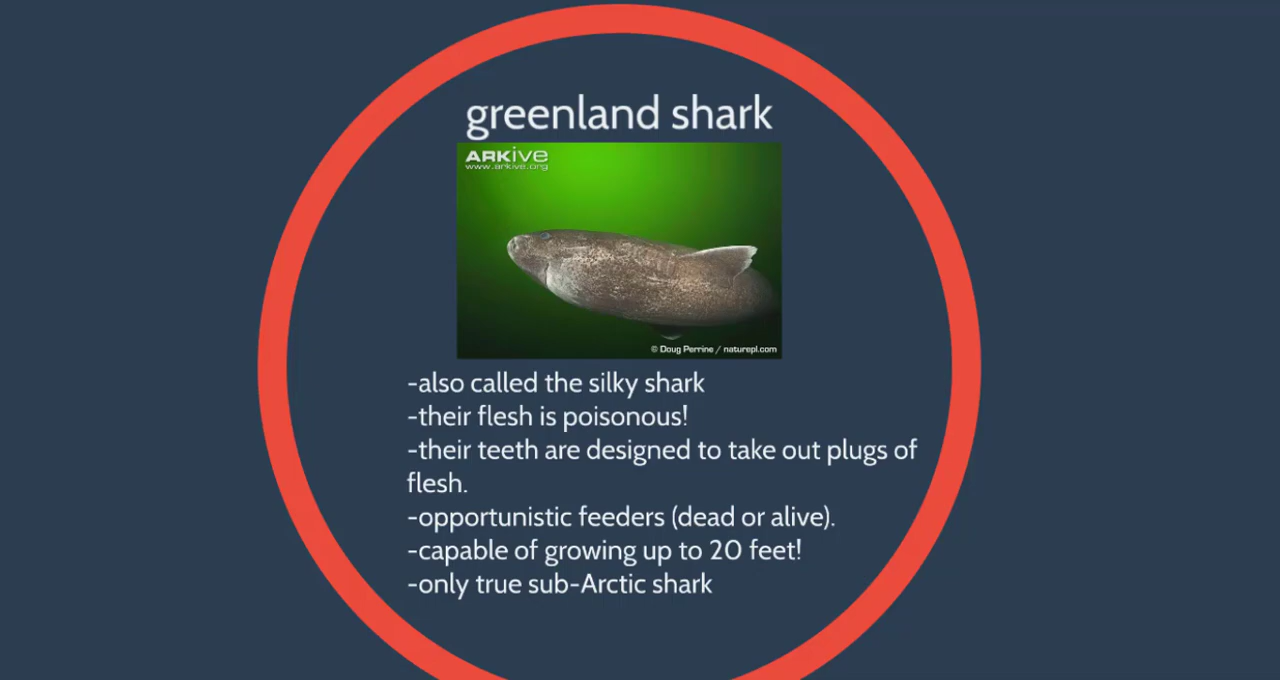 greenland shark
ARKive
www.arkive.org
© Doug Perrine / naturepl.com
-also called the silky shark
-their flesh is poisonous!
-their teeth are designed to take out plugs of
flesh.
-opportunistic feeders (dead or alive).
-capable of growing up to 20 feet!
-only true sub-Arctic shark